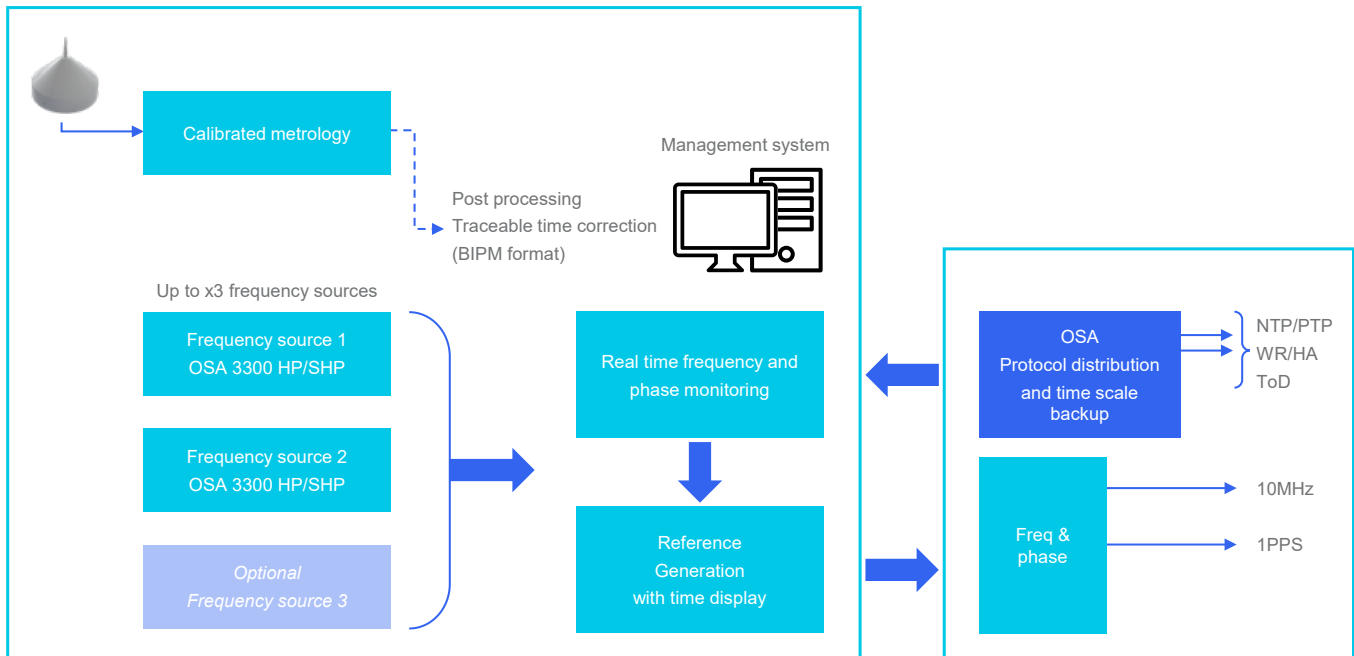 Calibrated metrology
Management system
Post processing
Traceable time correction
(BIPM format)
Up to x3 frequency sources
Frequency source 1
OSA 3300 HP/SHP
Frequency source 2
OSA 3300 HP/SHP
Optional
Frequency source 3
Real time frequency and
phase monitoring
Reference
Generation
with time display
OSA
Protocol distribution
and time scale
backup
NTP/PTP
WR/HA
ToD
Freq &
phase
10MHz
1PPS